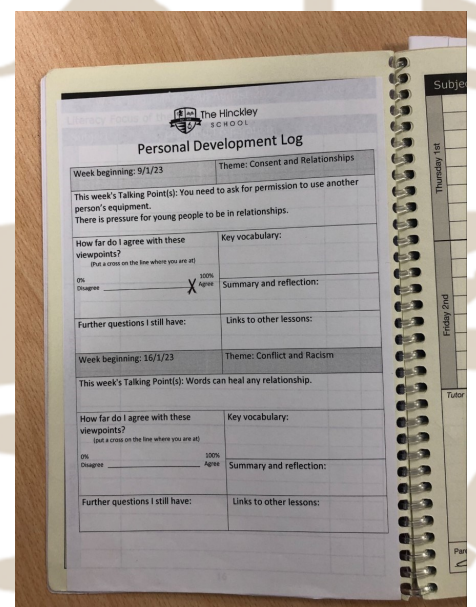 The Hinckley
SCHOOL
Personal Development Log
Week beginning: 9/1/23
Theme: Consent and Relationships
This week's Talking Point(s): You need to ask for permission to use another
person's equipment.
There is pressure for young people to be in relationships.
How far do I agree with these
viewpoints?
(Put a cross on the line where you are at)
0%
100%
Disagree
X
Agree
Key vocabulary:
Summary and reflection:
Further questions I still have:
Links to other lessons:
Week beginning: 16/1/23
Theme: Conflict and Racism
This week's Talking Point(s): Words can heal any relationship.
How far do I agree with these
viewpoints?
(put a cross on the line where you are at)
0%
100%
Disagree
Agree
Key vocabulary:
Summary and reflection:
Further questions I still have:
Links to other lessons:
Thursday 1st
Friday 2nd
Tutor